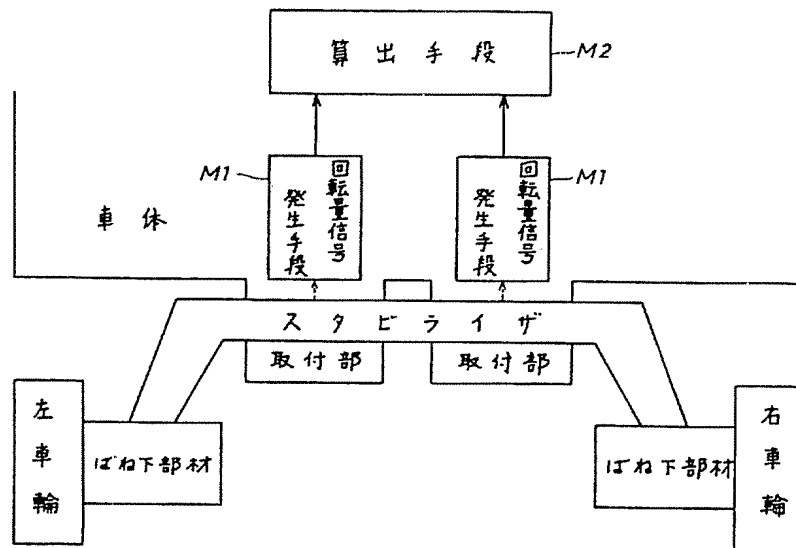 算出手段
M2
M1
回転量信号
発生手段
回転量信号
発生手段
M1
車体
スタビライザ
取付部
取付部
左車輪
ばね下部材
ばね下部材
右車輪